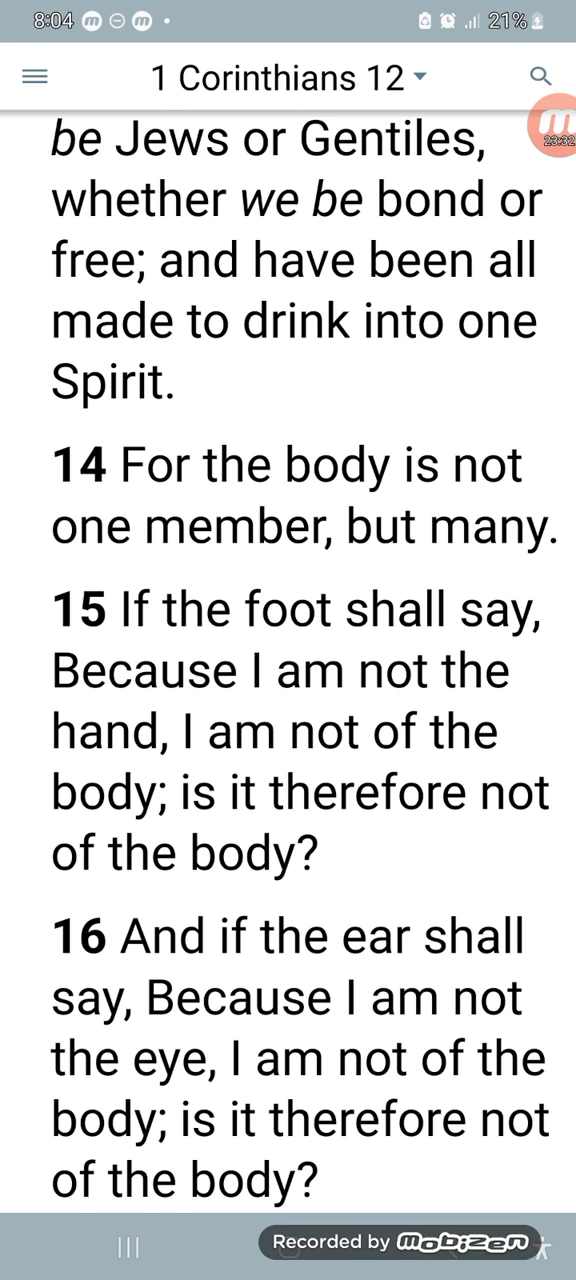 8:04 21%
1 Corinthians 12
be Jews or Gentiles,
23:32
whether we be bond or
free; and have been all
made to drink into one
Spirit.
14 For the body is not
one member, but many.
15 If the foot shall say,
Because I am not the
hand, I am not of the
body; is it therefore not
of the body?
16 And if the ear shall
say, Because I am not
the eye, I am not of the
body; is it therefore not
of the body?
Recorded by mobizen